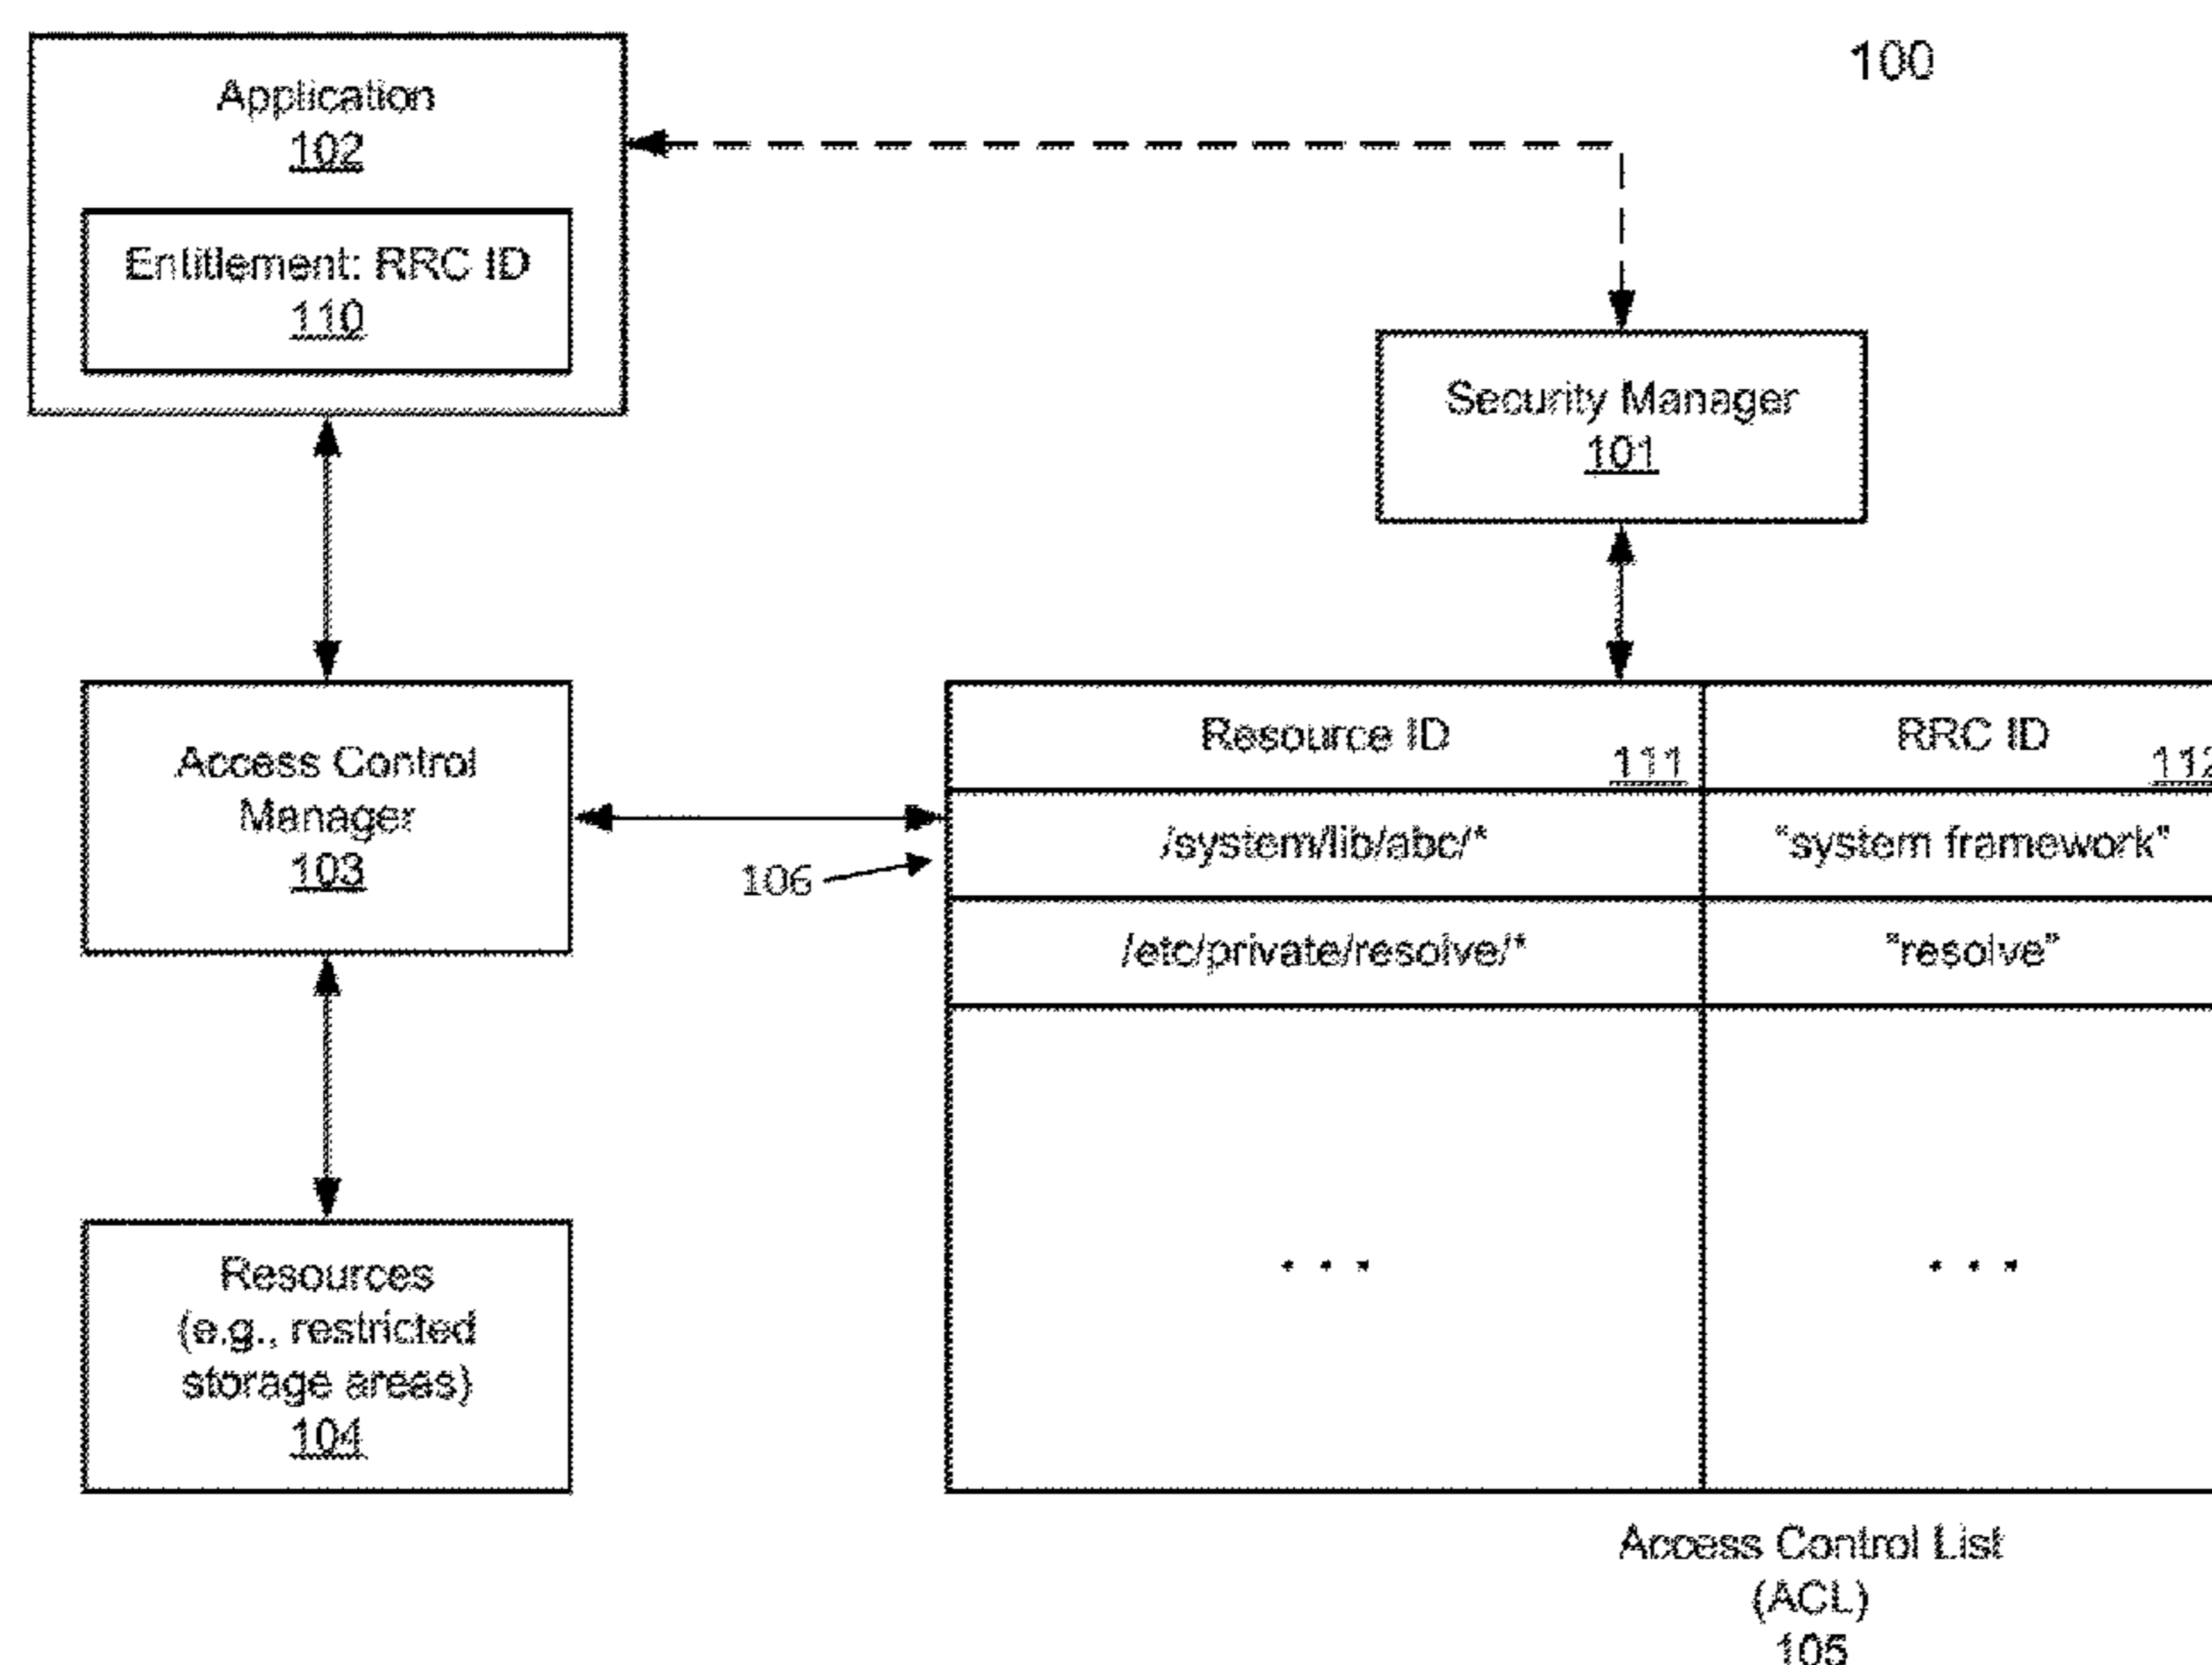 100
Application
102
Entitlement: RRC ID
110
Security Manager
101
Access Control
Manager
103
Resource ID
111
RRC ID
112
106
/system/lib/abc/*
"system framework"
/etc/private/resolve/*
"resolve"
. . .
. . .
Resources
(e.g., restricted
storage areas)
104
Access Control List
(ACL)
105